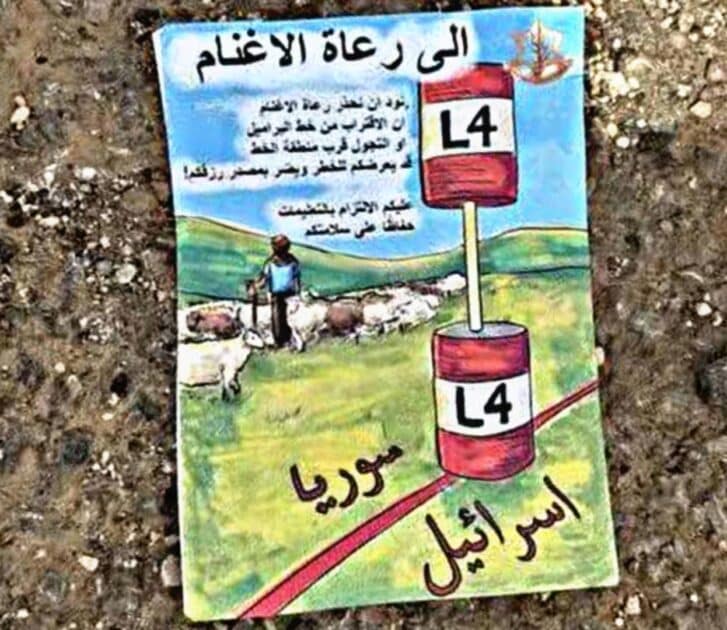 الى رعاة الاغنام
نود ان نحذر رعاة الاغنام
ان الاقتراب من خط البراميل
او التجول قرب منطقة الخط
قد يعرضكم للخطر ويضر بمصدر رزقكم!
عليكم الالتزام بالتعليمات
حفاظا على سلامتكم
L4
L4
سوريا
اسرائيل